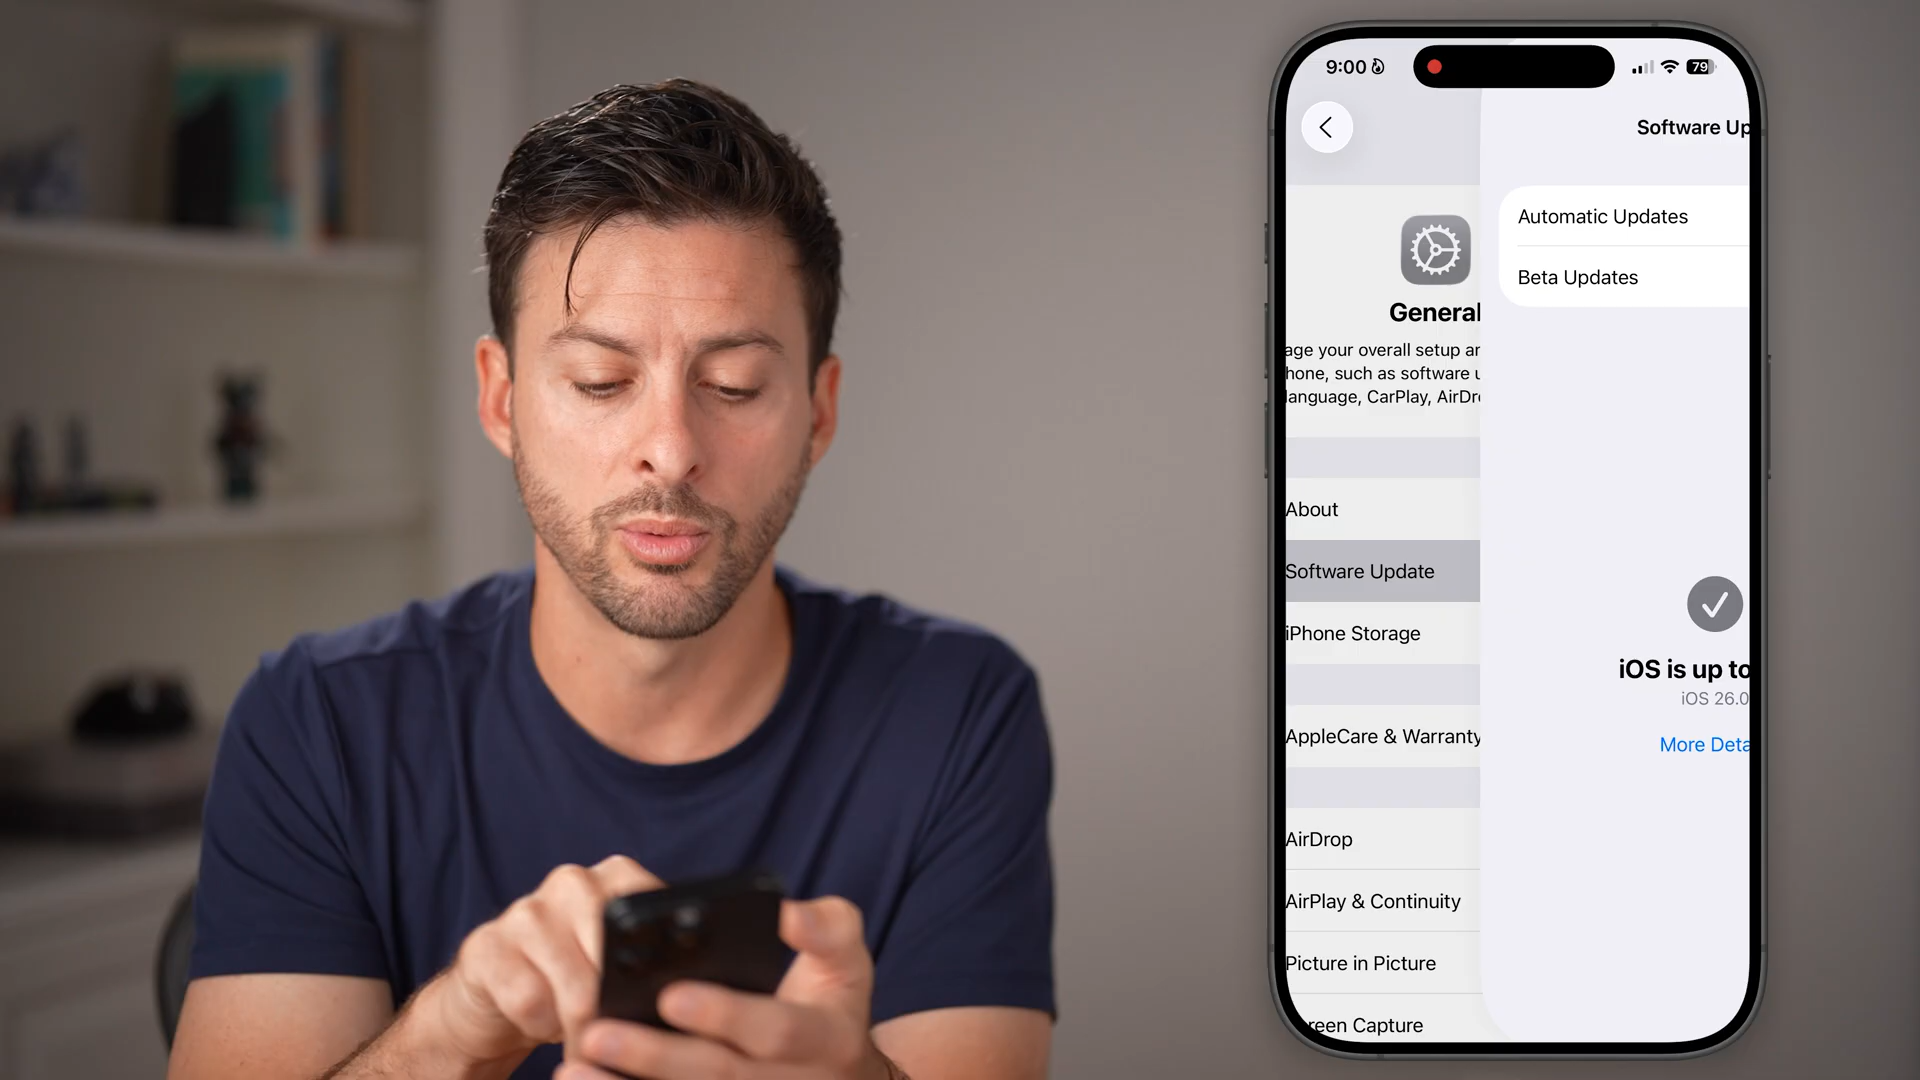 9:00
79
Software Up
Automatic Updates
Beta Updates
General
age your overall setup an
hone, such as software u
language, CarPlay, AirDr
About
Software Update
iPhone Storage
iOS is up to
iOS 26.0
More Deta
AppleCare & Warranty
AirDrop
AirPlay & Continuity
Picture in Picture
reen Capture